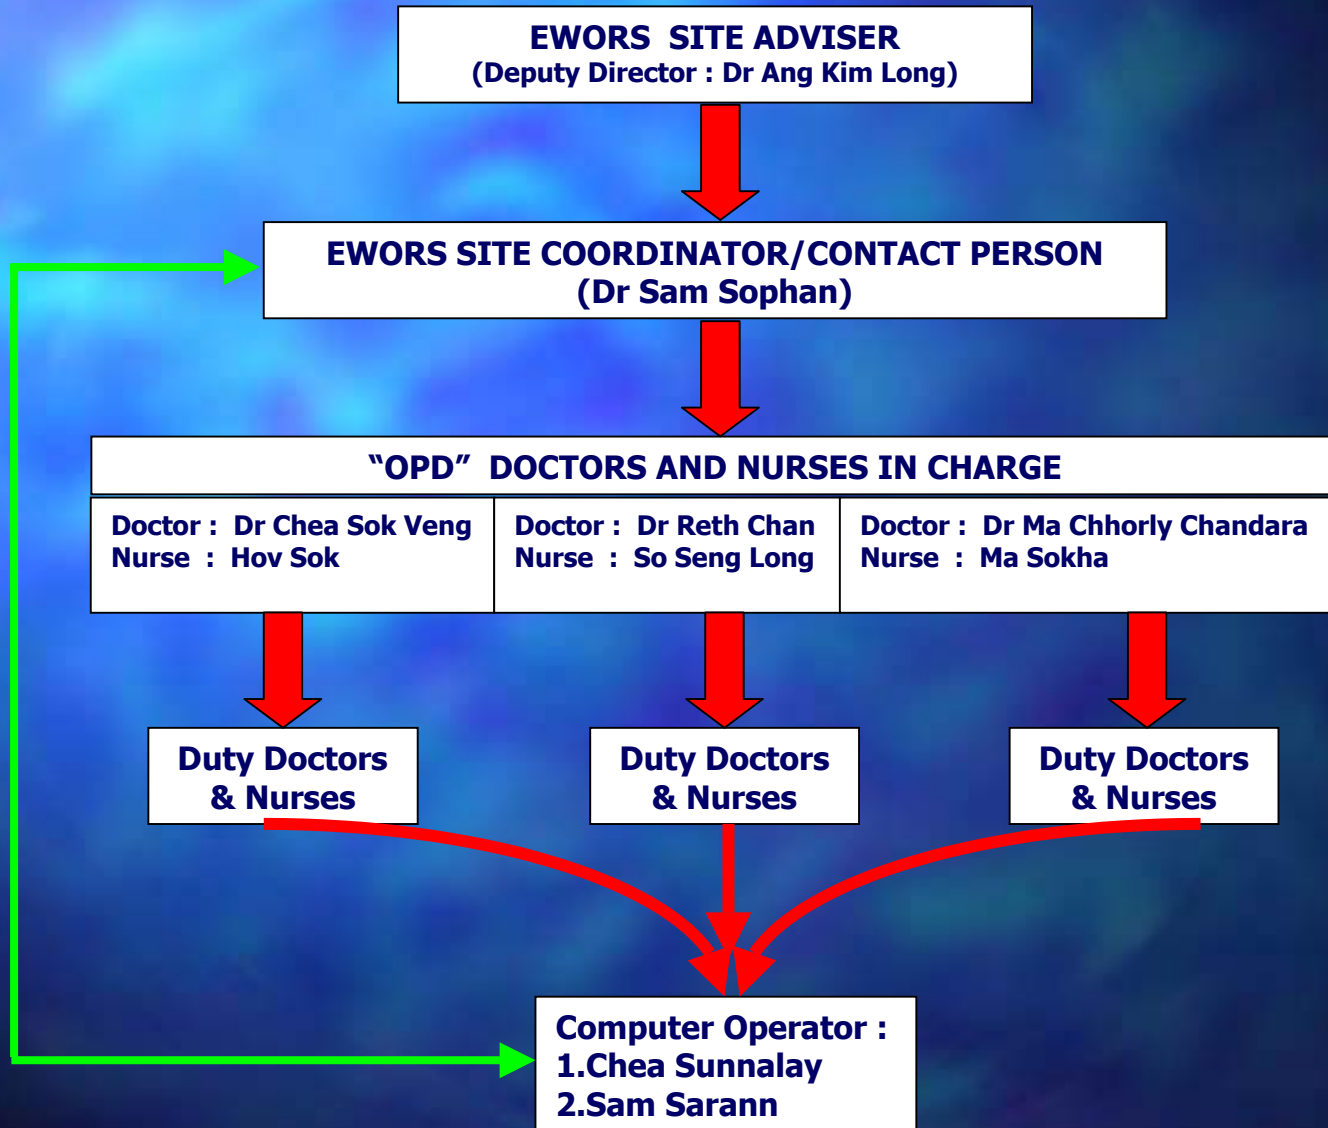 EWORS SITE ADVISER
(Deputy Director : Dr Ang Kim Long)
EWORS SITE COORDINATOR/CONTACT PERSON
(Dr Sam Sophan)
“OPD” DOCTORS AND NURSES IN CHARGE
Doctor : Dr Chea Sok Veng
Nurse : Hov Sok
Doctor : Dr Reth Chan
Nurse : So Seng Long
Doctor : Dr Ma Chhorly Chandara
Nurse : Ma Sokha
Duty Doctors
& Nurses
Duty Doctors
& Nurses
Duty Doctors
& Nurses
Computer Operator :
1.Chea Sunnalay
2.Sam Sarann